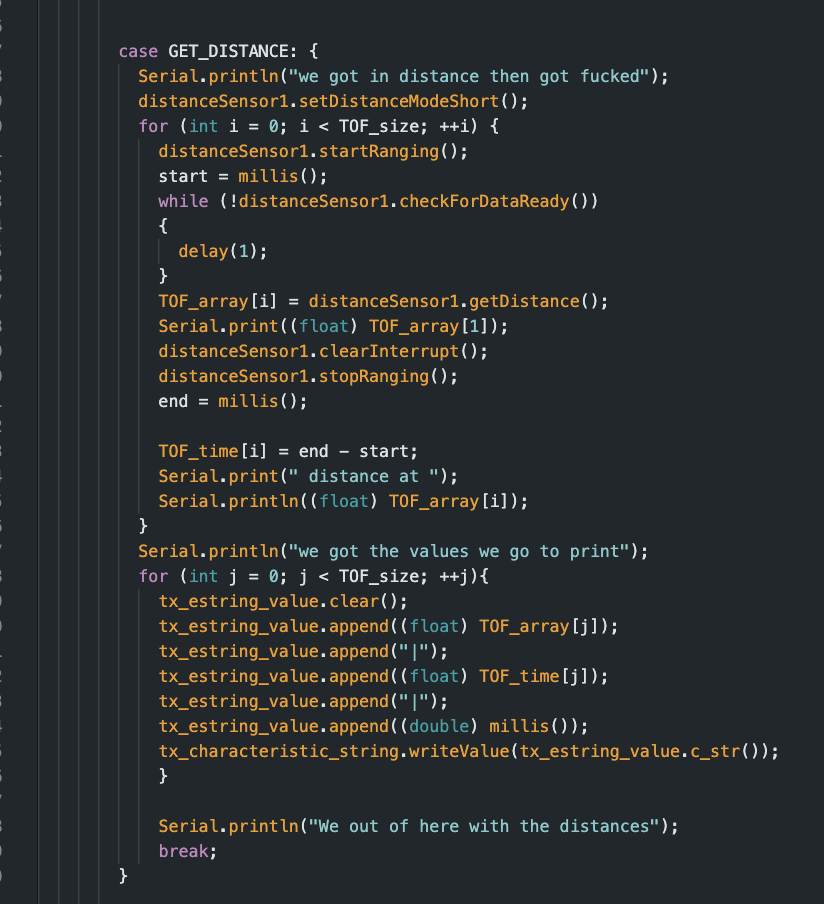 case GET_DISTANCE: {
Serial.println("we got in distance then got fucked");
distanceSensor1.setDistanceModeShort();
for (int i = 0; i < TOF_size; ++i) {
distanceSensor1.startRanging();
start = millis();
while (!distanceSensor1.checkForDataReady())
{
delay(1);
}
TOF_array[i] = distanceSensor1.getDistance();
Serial.print((float) TOF_array[1]);
distanceSensor1.clearInterrupt();
distanceSensor1.stopRanging();
end = millis();
TOF_time[i] = end - start;
Serial.print(" distance at ");
Serial.println((float) TOF_array[i]);
}
Serial.println("we got the values we go to print");
for (int j = 0; j < TOF_size; ++j){
tx_estring_value.clear();
tx_estring_value.append((float) TOF_array[j]);
tx_estring_value.append("|");
tx_estring_value.append((float) TOF_time[j]);
tx_estring_value.append("|");
tx_estring_value.append((double) millis());
tx_characteristic_string.writeValue(tx_estring_value.c_str());
}
Serial.println("We out of here with the distances");
break;
}